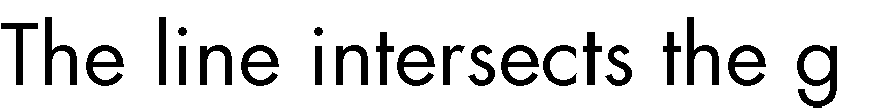 The line intersects the g